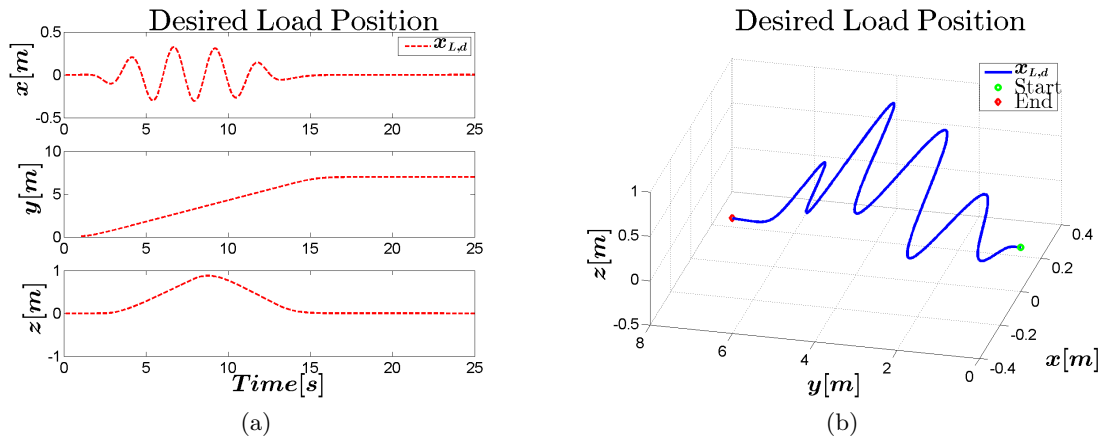 Desired Load Position
x[m]
0.5
0
-0.5
x_{L,d}
0 5 10 15 20 25
y[m]
10
5
0
0 5 10 15 20 25
z[m]
1
0
-1
0 5 10 15 20 25
Time[s]
(a)
Desired Load Position
x_{L,d}
Start
End
z[m]
1
0.5
0
-0.5
8 6 4 2 0
y[m]
0.4
0.2
0
-0.2
-0.4
x[m]
(b)